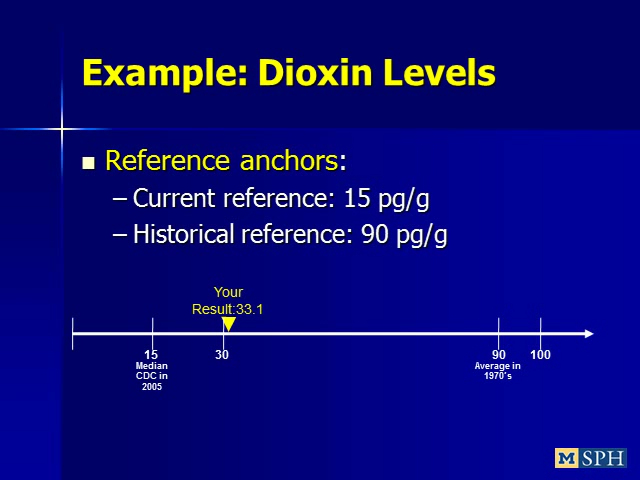 Example: Dioxin Levels
Reference anchors:
– Current reference: 15 pg/g
– Historical reference: 90 pg/g
Your
Result:33.1
15 30 90 100
Median
CDC in
2005
Average in
1970's
M SPH